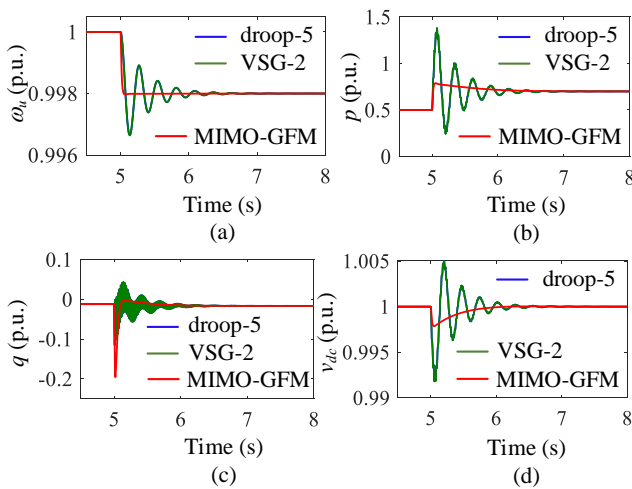 ω_u (p.u.)
1
0.998
0.996
droop-5
VSG-2
MIMO-GFM
5 6 7 8
Time (s)
(a)
p (p.u.)
1.5
1
0.5
0
droop-5
VSG-2
MIMO-GFM
5 6 7 8
Time (s)
(b)
q (p.u.)
0.1
0
-0.1
-0.2
droop-5
VSG-2
MIMO-GFM
5 6 7 8
Time (s)
(c)
v_dc (p.u.)
1.005
1
0.995
0.99
droop-5
VSG-2
MIMO-GFM
5 6 7 8
Time (s)
(d)